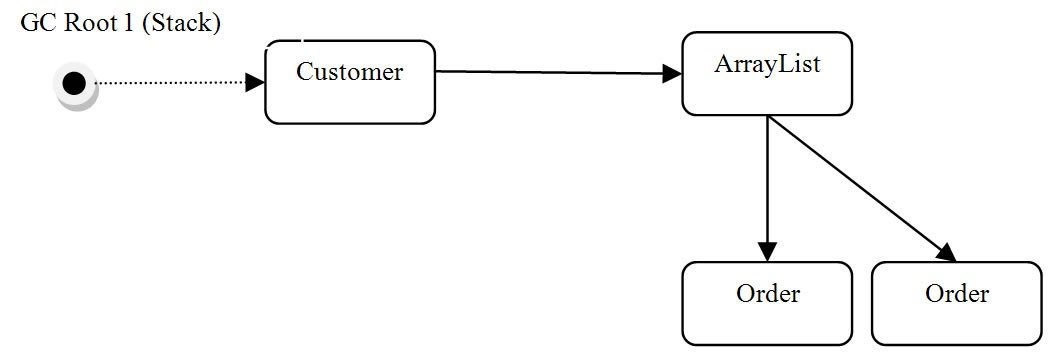 GC Root 1 (Stack)
Customer
ArrayList
Order
Order